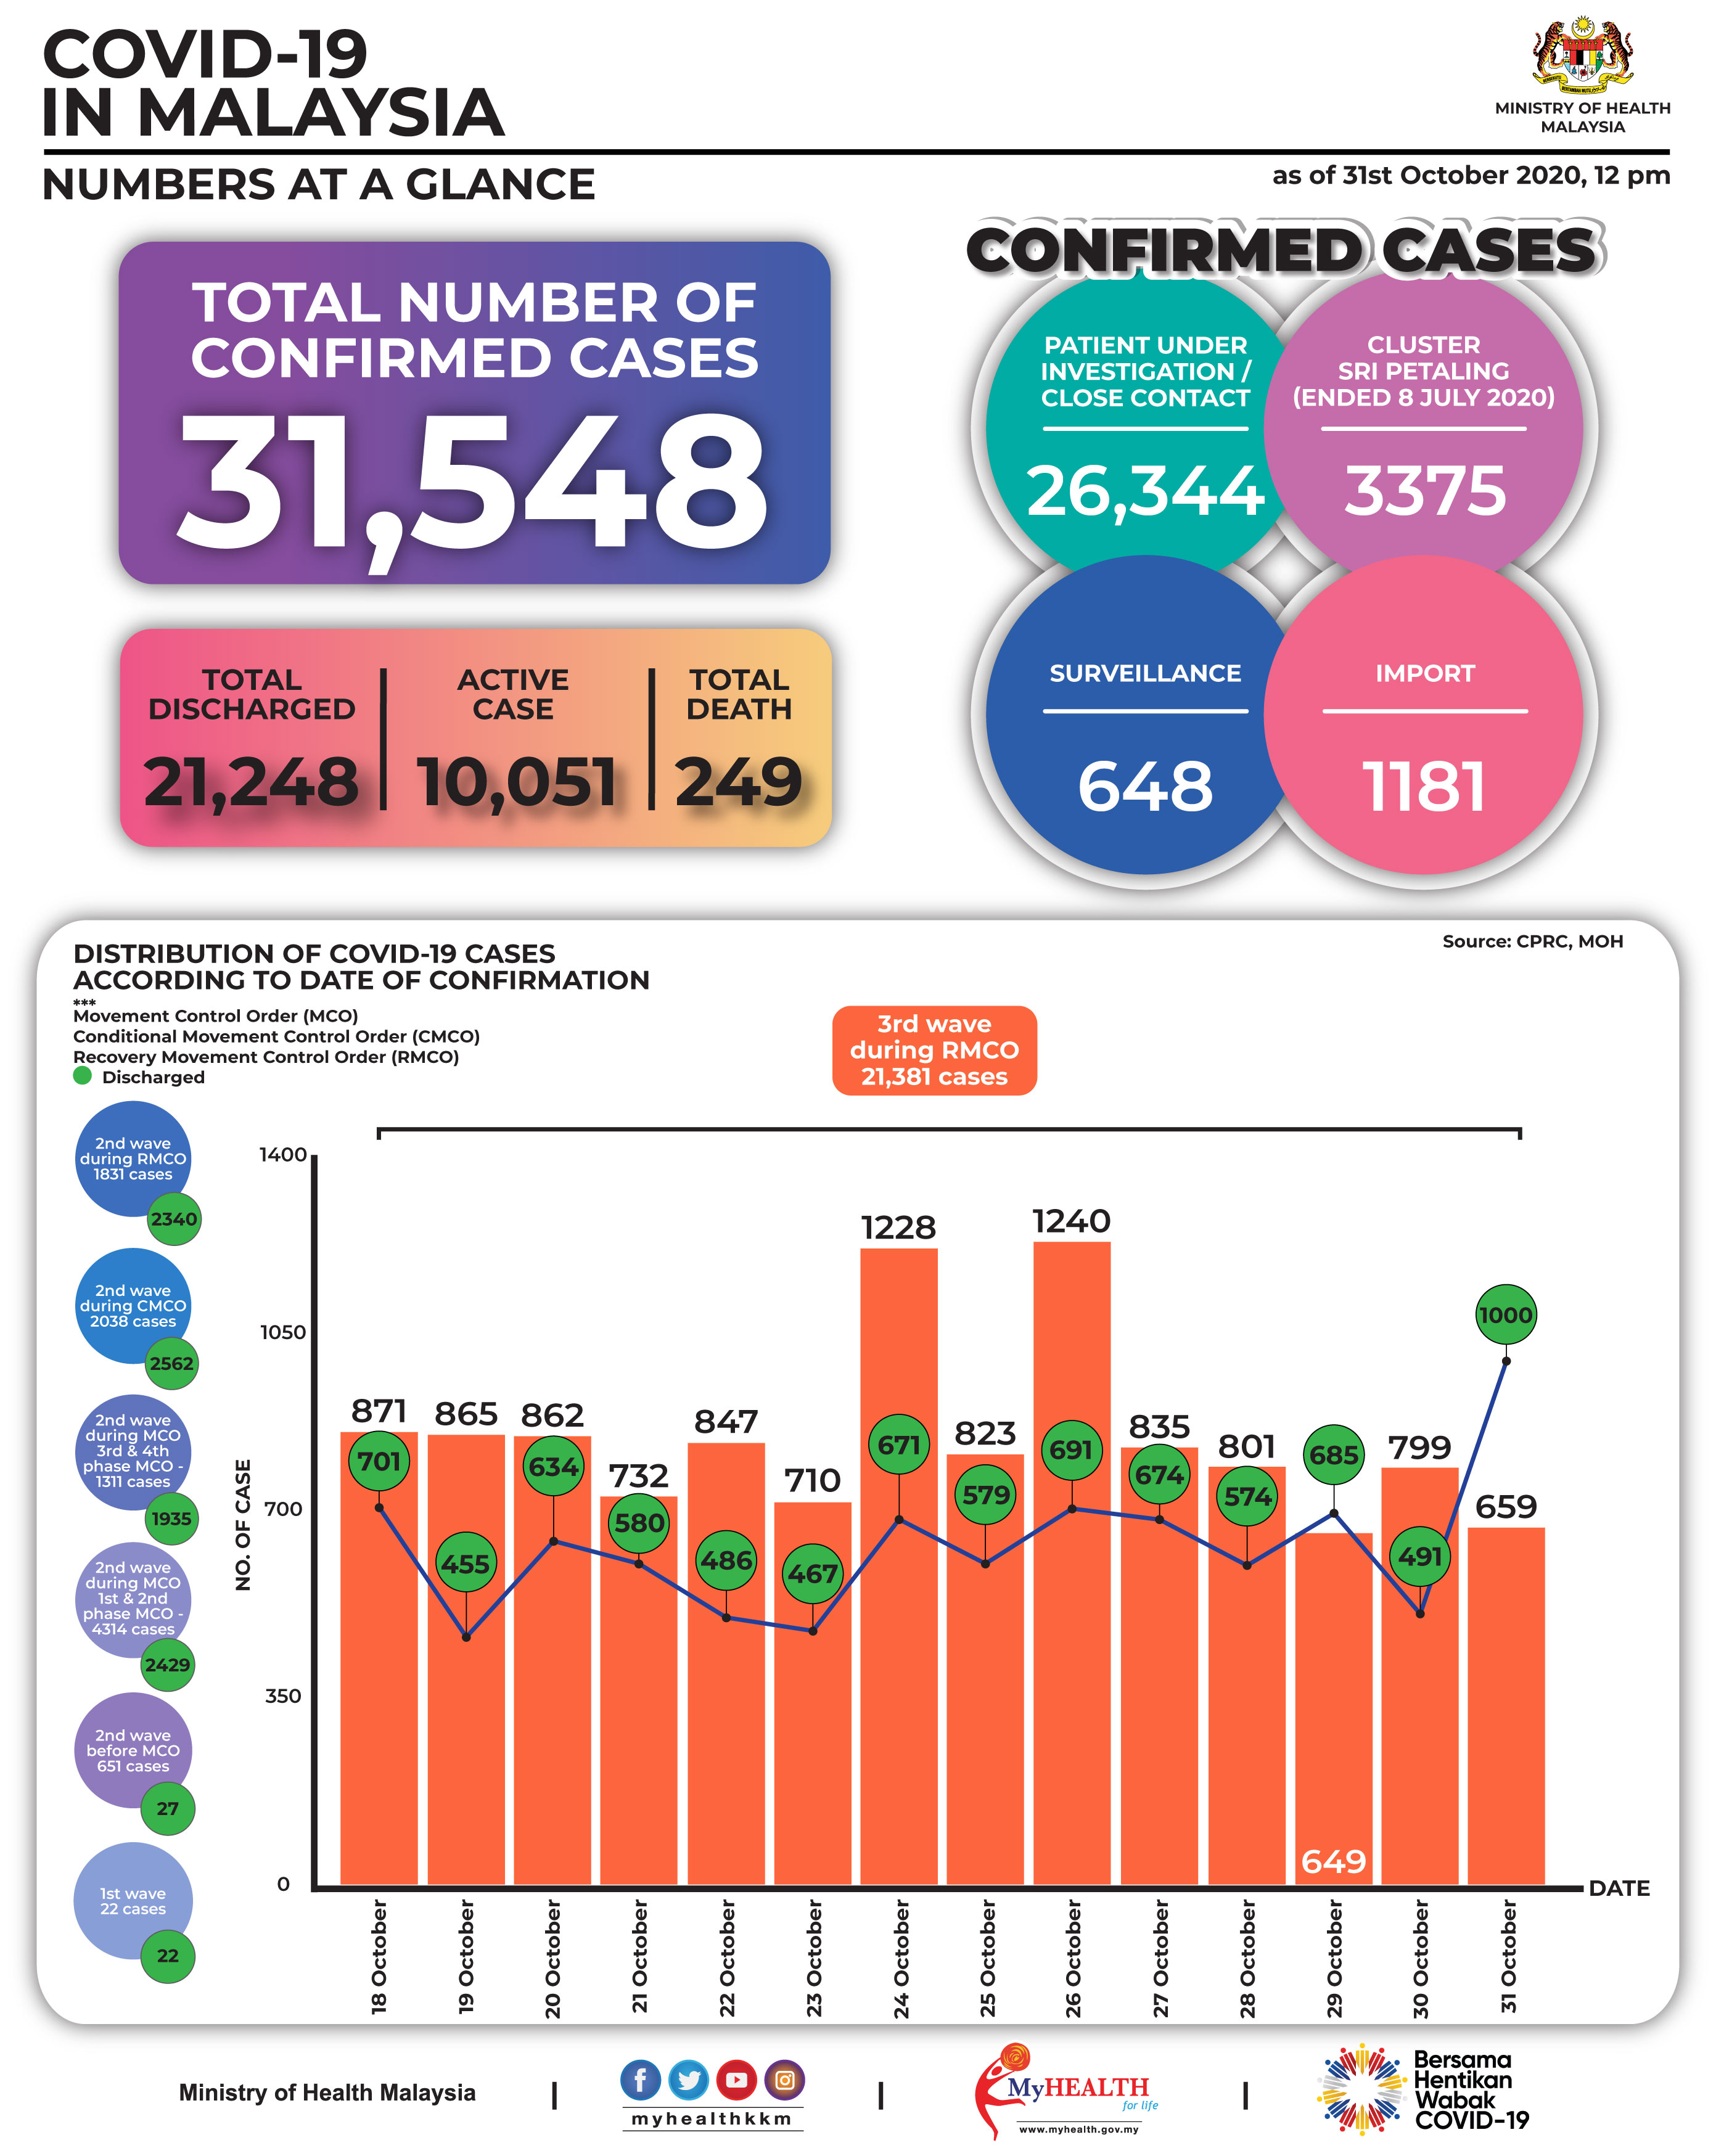 COVID-19
IN MALAYSIA
MINISTRY OF HEALTH
MALAYSIA
NUMBERS AT A GLANCE
as of 31st October 2020, 12 pm
TOTAL NUMBER OF
CONFIRMED CASES
31,548
TOTAL
DISCHARGED
21,248
ACTIVE
CASE
10,051
TOTAL
DEATH
249
CONFIRMED CASES
PATIENT UNDER
INVESTIGATION /
CLOSE CONTACT
26,344
CLUSTER
SRI PETALING
(ENDED 8 JULY 2020)
3375
SURVEILLANCE
648
IMPORT
1181
DISTRIBUTION OF COVID-19 CASES
ACCORDING TO DATE OF CONFIRMATION
Source: CPRC, MOH
***
Movement Control Order (MCO)
Conditional Movement Control Order (CMCO)
Recovery Movement Control Order (RMCO)
Discharged
3rd wave
during RMCO
21,381 cases
2nd wave
during RMCO
1831 cases
2340
2nd wave
during CMCO
2038 cases
2562
2nd wave
during MCO
3rd & 4th
phase MCO -
1311 cases
1935
2nd wave
during MCO
1st & 2nd
phase MCO -
4314 cases
2429
2nd wave
before MCO
651 cases
27
1st wave
22 cases
22
NO. OF CASE
1400
1050
700
350
0
871
865
862
732
847
710
1228
823
1240
835
801
649
799
659
701
455
634
580
486
467
671
579
691
674
574
685
491
1000
DATE
18 October
19 October
20 October
21 October
22 October
23 October
24 October
25 October
26 October
27 October
28 October
29 October
30 October
31 October
Ministry of Health Malaysia
myhealthkkm
MyHEALTH
for life
www.myhealth.gov.my
Bersama
Hentikan
Wabak
COVID-19